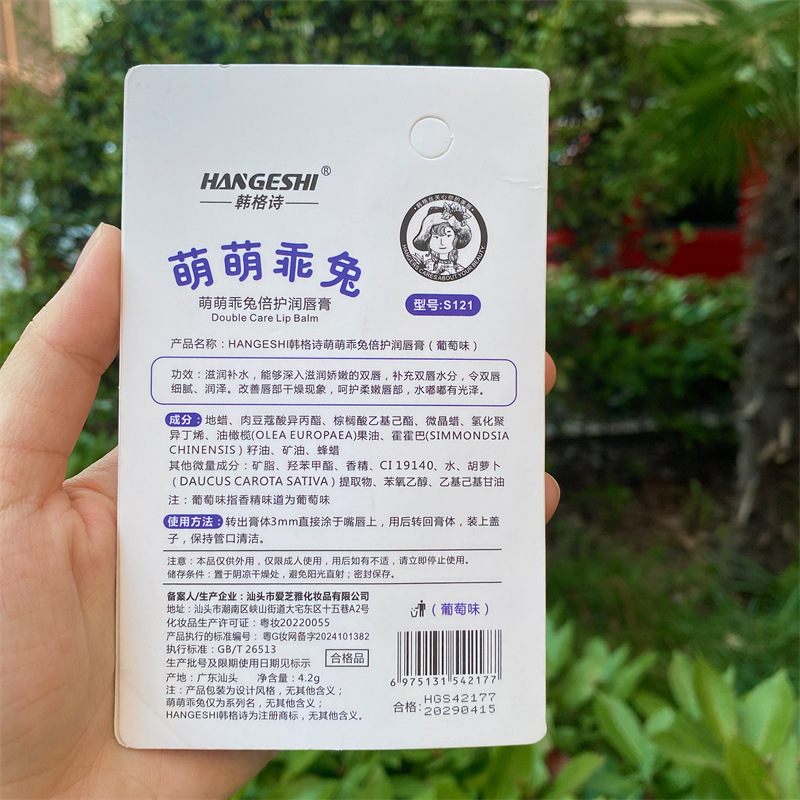 HANGESHI®
韩格诗
HANGESHI CARES ABOUT YOUR BEAUTY
萌萌乖兔
萌萌乖兔倍护润唇膏
Double Care Lip Balm
型号:S121
产品名称：HANGESHI韩格诗萌萌乖兔倍护润唇膏（葡萄味）
功效：滋润补水，能够深入滋润娇嫩的双唇，补充双唇水分，令双唇
细腻、润泽。改善唇部干燥现象，呵护柔嫩唇部，水嘟嘟有光泽。
成分：地蜡、肉豆蔻酸异丙酯、棕榈酸乙基己酯、微晶蜡、氢化聚
异丁烯、油橄榄(OLEA EUROPAEA)果油、霍霍巴(SIMMONDSIA
CHINENSIS）籽油、矿油、蜂蜡
其他微量成分：矿脂、羟苯甲酯、香精、CI 19140、水、胡萝卜
（DAUCUS CAROTA SATIVA）提取物、苯氧乙醇、乙基己基甘油
注：葡萄味指香精味道为葡萄味
使用方法：转出膏体3mm直接涂于嘴唇上，用后转回膏体，装上盖
子，保持管口清洁。
注意：本品仅供外用，仅限成人使用，用后如有不适，请立即停止使用。
储存条件：置于阴凉干燥处，避免阳光直射；密封保存。
备案人/生产企业：汕头市爱芝雅化妆品有限公司
地址：汕头市潮南区峡山街道大宅东区十五巷A2号
化妆品生产许可证：粤妆20220055
产品执行的标准编号：粤G妆网备字2024101382
执行标准：GB/T 26513
生产批号及限期使用日期见标示
合格品
产地：广东汕头 净含量：4.2g
注：产品包装为设计风格，无其他含义；
萌萌乖兔仅为系列名，无其他含义；
HANGESHI韩格诗为注册商标，无其他含义。
（葡萄味）
6 975131 542177
HGS42177
合格:20290415